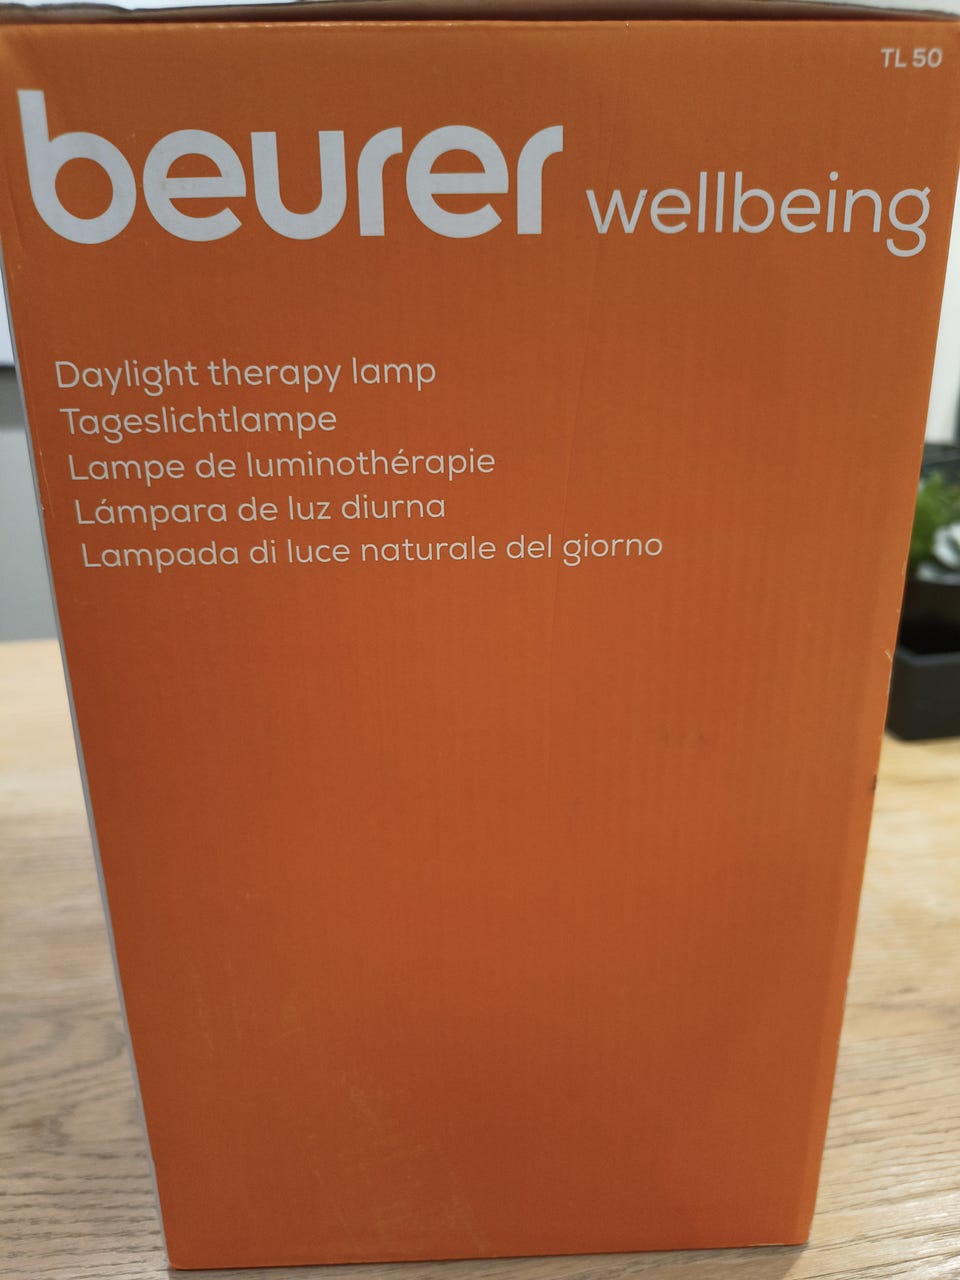 TL 50
beurer wellbeing
Daylight therapy lamp
Tageslichtlampe
Lampe de luminothérapie
Lámpara de luz diurna
Lampada di luce naturale del giorno